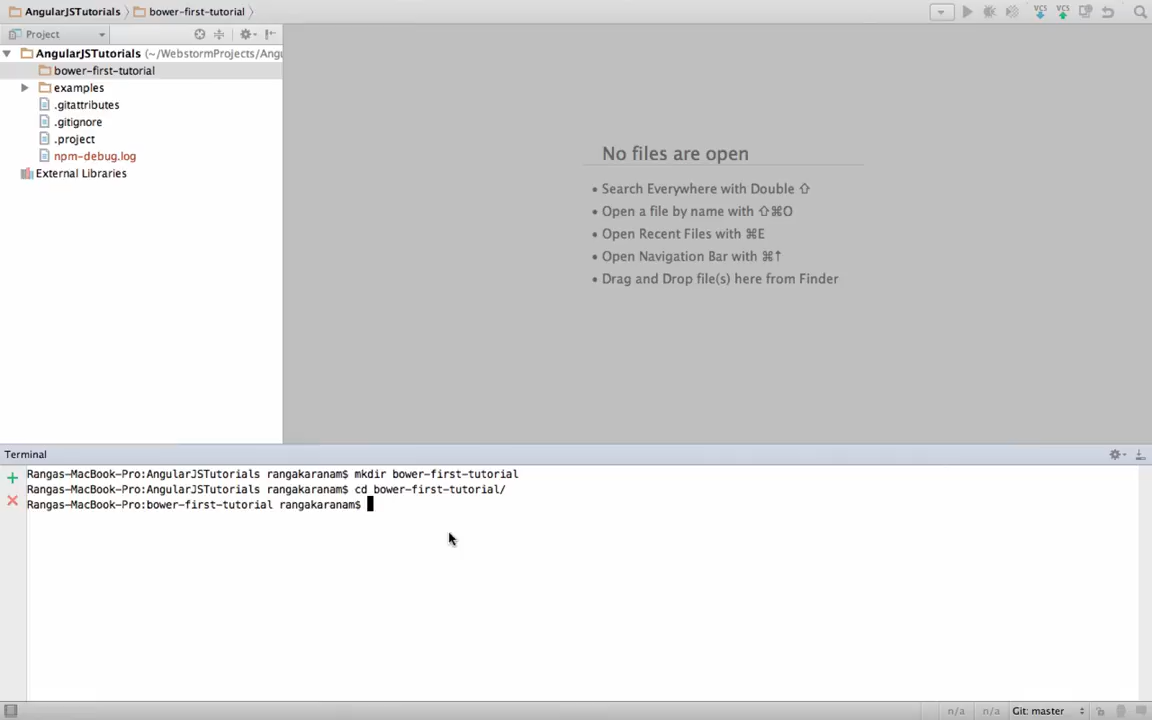 AngularJSTutorials bower-first-tutorial
Project
AngularJSTutorials (~/WebstormProjects/Angu
bower-first-tutorial
examples
.gitattributes
.gitignore
.project
npm-debug.log
External Libraries
VCS VCS
No files are open
• Search Everywhere with Double ⇧
• Open a file by name with ⇧⌘O
• Open Recent Files with ⌘E
• Open Navigation Bar with ⌘↑
• Drag and Drop file(s) here from Finder
Terminal
Rangas-MacBook-Pro:AngularJSTutorials rangakaranam$ mkdir bower-first-tutorial
Rangas-MacBook-Pro:AngularJSTutorials rangakaranam$ cd bower-first-tutorial/
Rangas-MacBook-Pro:bower-first-tutorial rangakaranam$
n/a n/a Git: master